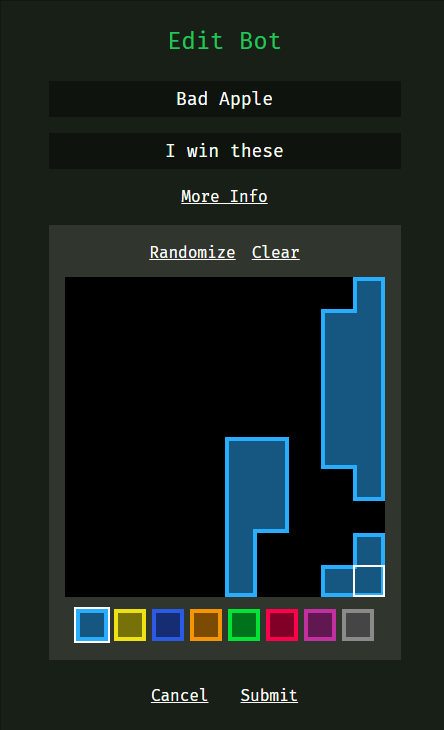 Edit Bot
Bad Apple
I win these
More Info
Randomize Clear
Cancel Submit